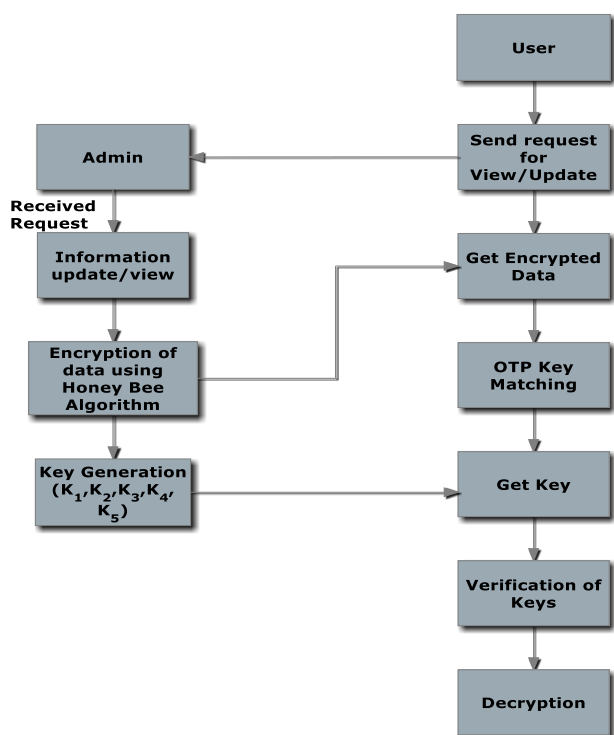 User
Send request
for
View/Update
Admin
Received
Request
Information
update/view
Get Encrypted
Data
Encryption of
data using
Honey Bee
Algorithm
OTP Key
Matching
Key Generation
(K₁,K₂,K₃,K₄,
K₅)
Get Key
Verification of
Keys
Decryption